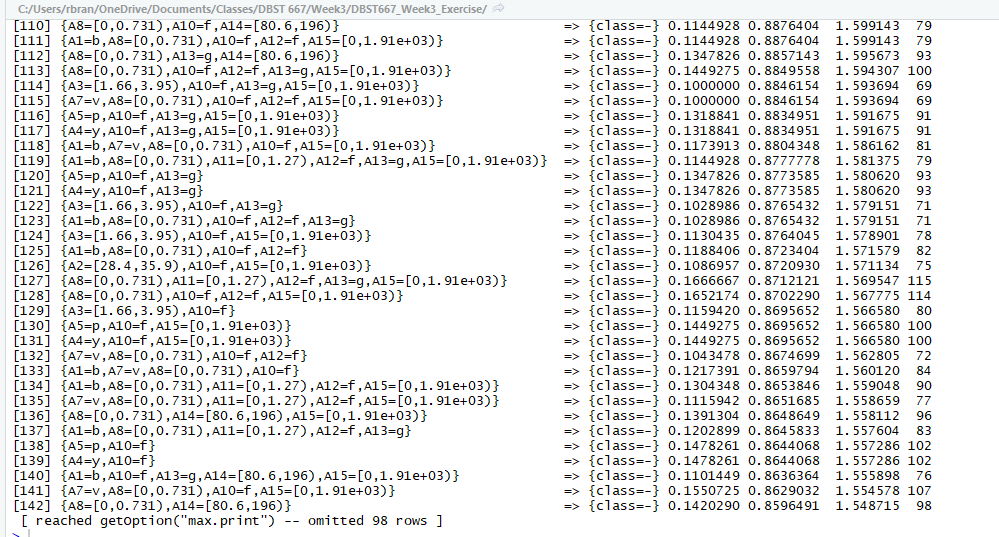 C:/Users/rbran/OneDrive/Documents/Classes/DBST 667/Week3/DBST667_Week3_Exercise/
[110] {A8=[0,0.731),A10=f,A14=[80.6,196)} => {class=-} 0.1144928 0.8876404 1.599143 79
[111] {A1=b,A8=[0,0.731),A10=f,A12=f,A15=[0,1.91e+03)} => {class=-} 0.1144928 0.8876404 1.599143 79
[112] {A8=[0,0.731),A13=g,A14=[80.6,196)} => {class=-} 0.1347826 0.8857143 1.595673 93
[113] {A8=[0,0.731),A10=f,A12=f,A13=g,A15=[0,1.91e+03)} => {class=-} 0.1449275 0.8849558 1.594307 100
[114] {A3=[1.66,3.95),A10=f,A13=g,A15=[0,1.91e+03)} => {class=-} 0.1000000 0.8846154 1.593694 69
[115] {A7=v,A8=[0,0.731),A10=f,A12=f,A15=[0,1.91e+03)} => {class=-} 0.1000000 0.8846154 1.593694 69
[116] {A5=p,A10=f,A13=g,A15=[0,1.91e+03)} => {class=-} 0.1318841 0.8834951 1.591675 91
[117] {A4=y,A10=f,A13=g,A15=[0,1.91e+03)} => {class=-} 0.1318841 0.8834951 1.591675 91
[118] {A1=b,A7=v,A8=[0,0.731),A10=f,A15=[0,1.91e+03)} => {class=-} 0.1173913 0.8804348 1.586162 81
[119] {A1=b,A8=[0,0.731),A11=[0,1.27),A12=f,A13=g,A15=[0,1.91e+03)} => {class=-} 0.1144928 0.8777778 1.581375 79
[120] {A5=p,A10=f,A13=g} => {class=-} 0.1347826 0.8773585 1.580620 93
[121] {A4=y,A10=f,A13=g} => {class=-} 0.1347826 0.8773585 1.580620 93
[122] {A3=[1.66,3.95),A10=f,A13=g} => {class=-} 0.1028986 0.8765432 1.579151 71
[123] {A1=b,A8=[0,0.731),A10=f,A12=f,A13=g} => {class=-} 0.1028986 0.8765432 1.579151 71
[124] {A3=[1.66,3.95),A10=f,A15=[0,1.91e+03)} => {class=-} 0.1130435 0.8764045 1.578901 78
[125] {A1=b,A8=[0,0.731),A10=f,A12=f} => {class=-} 0.1188406 0.8723404 1.571579 82
[126] {A2=[28.4,35.9),A10=f,A15=[0,1.91e+03)} => {class=-} 0.1086957 0.8720930 1.571134 75
[127] {A8=[0,0.731),A11=[0,1.27),A12=f,A13=g,A15=[0,1.91e+03)} => {class=-} 0.1666667 0.8712121 1.569547 115
[128] {A8=[0,0.731),A10=f,A12=f,A15=[0,1.91e+03)} => {class=-} 0.1652174 0.8702290 1.567775 114
[129] {A3=[1.66,3.95),A10=f} => {class=-} 0.1159420 0.8695652 1.566580 80
[130] {A5=p,A10=f,A15=[0,1.91e+03)} => {class=-} 0.1449275 0.8695652 1.566580 100
[131] {A4=y,A10=f,A15=[0,1.91e+03)} => {class=-} 0.1449275 0.8695652 1.566580 100
[132] {A7=v,A8=[0,0.731),A10=f,A12=f} => {class=-} 0.1043478 0.8674699 1.562805 72
[133] {A1=b,A7=v,A8=[0,0.731),A10=f} => {class=-} 0.1217391 0.8659794 1.560120 84
[134] {A1=b,A8=[0,0.731),A11=[0,1.27),A12=f,A15=[0,1.91e+03)} => {class=-} 0.1304348 0.8653846 1.559048 90
[135] {A7=v,A8=[0,0.731),A11=[0,1.27),A12=f,A15=[0,1.91e+03)} => {class=-} 0.1115942 0.8651685 1.558659 77
[136] {A8=[0,0.731),A14=[80.6,196),A15=[0,1.91e+03)} => {class=-} 0.1391304 0.8648649 1.558112 96
[137] {A1=b,A8=[0,0.731),A11=[0,1.27),A12=f,A13=g} => {class=-} 0.1202899 0.8645833 1.557604 83
[138] {A5=p,A10=f} => {class=-} 0.1478261 0.8644068 1.557286 102
[139] {A4=y,A10=f} => {class=-} 0.1478261 0.8644068 1.557286 102
[140] {A1=b,A10=f,A13=g,A14=[80.6,196),A15=[0,1.91e+03)} => {class=-} 0.1101449 0.8636364 1.555898 76
[141] {A7=v,A8=[0,0.731),A10=f,A15=[0,1.91e+03)} => {class=-} 0.1550725 0.8629032 1.554578 107
[142] {A8=[0,0.731),A14=[80.6,196)} => {class=-} 0.1420290 0.8596491 1.548715 98
[ reached getOption("max.print") -- omitted 98 rows ]
>